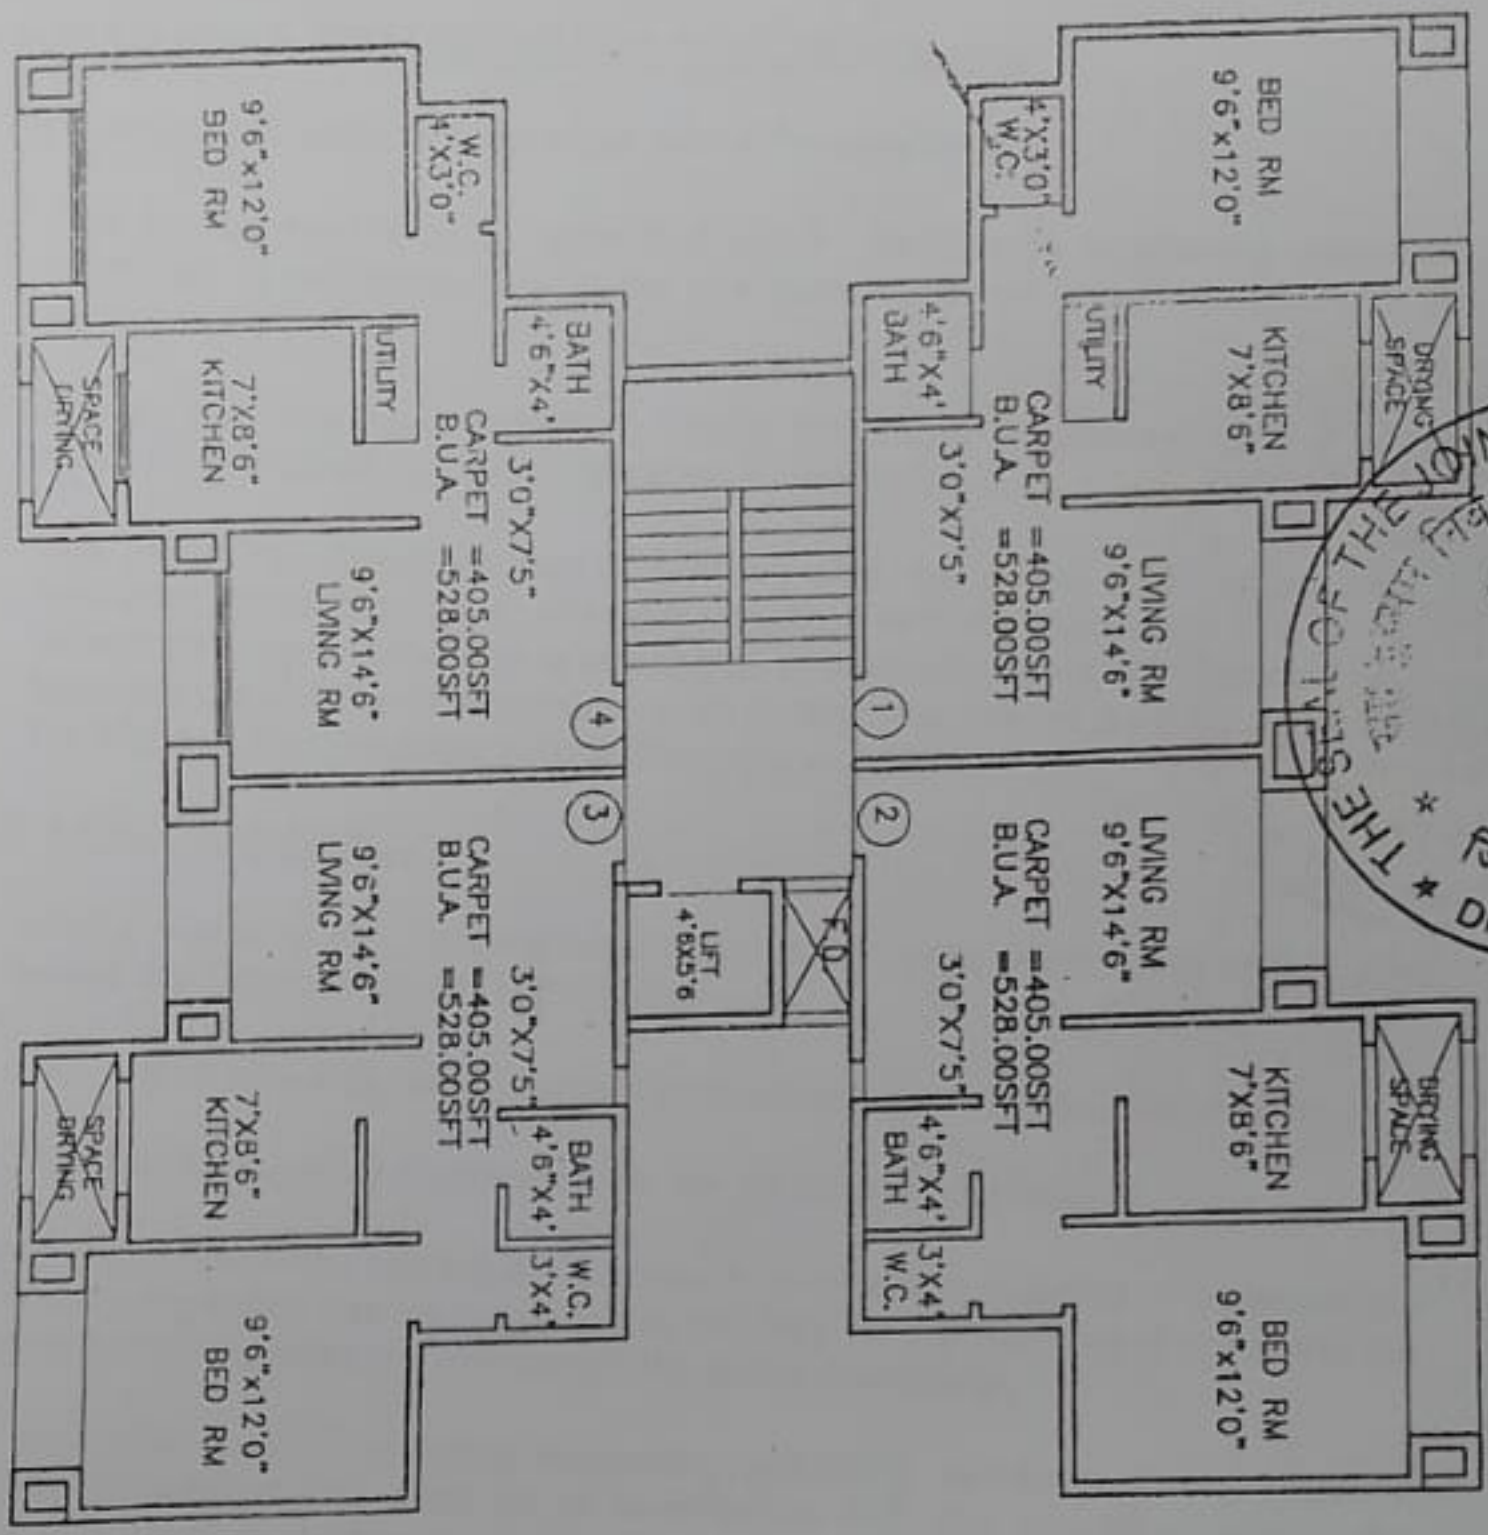 BED RM
9'6"x12'0"
4'X3'0"
W.C.
DRYING
SPACE
KITCHEN
7'X8'6"
UTILITY
4'6"X4'
BATH
CARPET =405.00SFT
B.U.A. =528.00SFT
3'0"X7'5"
LIVING RM
9'6"X14'6"
1
2
LIVING RM
9'6"X14'6"
CARPET =405.00SFT
B.U.A. =528.00SFT
3'0"X7'5"
DRYING
SPACE
KITCHEN
7'X8'6"
4'6"X4'
BATH
3'X4'
W.C.
BED RM
9'6"x12'0"
F.D
LIFT
4'6X5'6
W.C.
4'X3'0"
9'6"x12'0"
BED RM
BATH
4'6"X4'
UTILITY
7'X8'6"
KITCHEN
SPACE
DRYING
3'0"X7'5"
CARPET =405.00SFT
B.U.A. =528.00SFT
9'6"X14'6"
LIVING RM
4
3
CARPET =405.00SFT
B.U.A. =528.00SFT
3'0"X7'5"
9'6"X14'6"
LIVING RM
BATH
4'6"X4'
W.C.
3'X4'
7'X8'6"
KITCHEN
SPACE
DRYING
9'6"x12'0"
BED RM
OF THE
★ THE